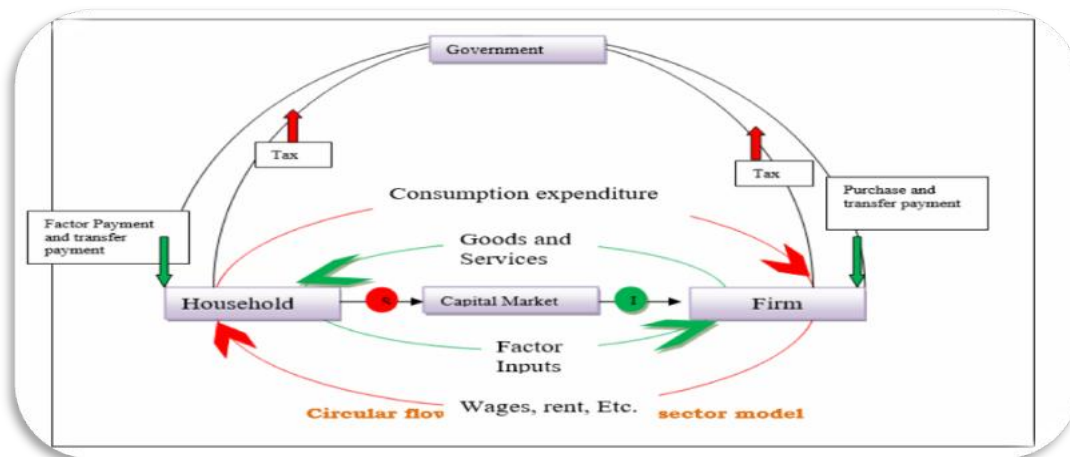 Government
Tax
Tax
Consumption expenditure
Purchase and
transfer payment
Factor Payment
and transfer
payment
Goods and
Services
Household
S
Capital Market
I
Firm
Factor
Inputs
Wages, rent, Etc.
Circular flow
sector model